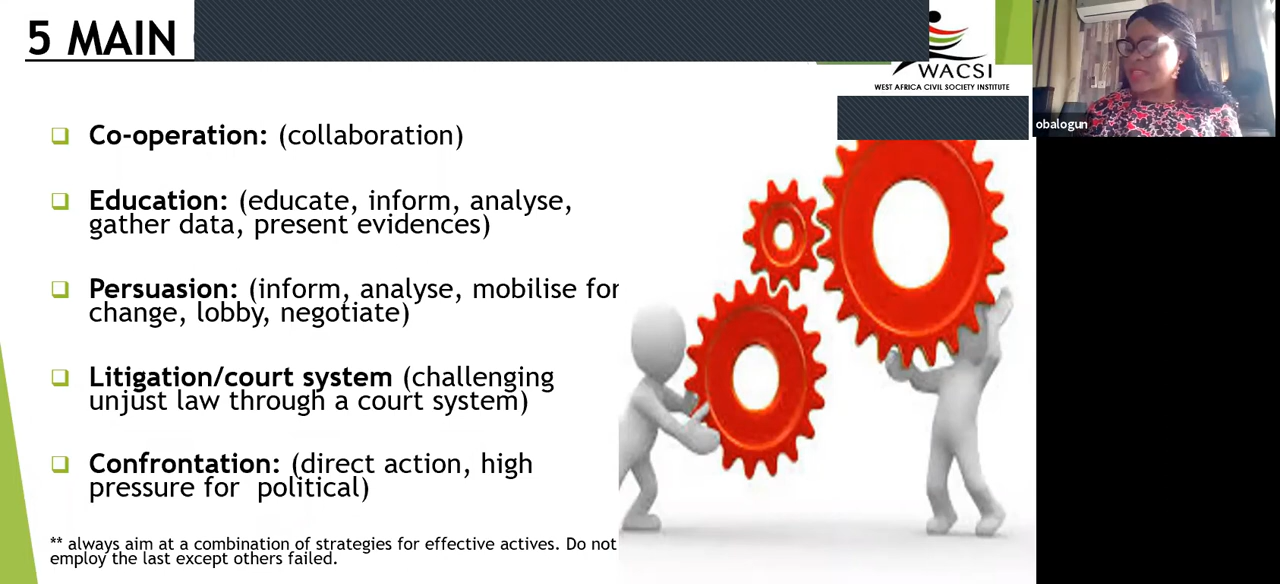 5 MAIN
WACSI
WEST AFRICA CIVIL SOCIETY INSTITUTE
obalogun
Co-operation: (collaboration)
Education: (educate, inform, analyse,
gather data, present evidences)
Persuasion: (inform, analyse, mobilise for
change, lobby, negotiate)
Litigation/court system (challenging
unjust law through a court system)
Confrontation: (direct action, high
pressure for  political)
** always aim at a combination of strategies for effective actives. Do not
employ the last except others failed.